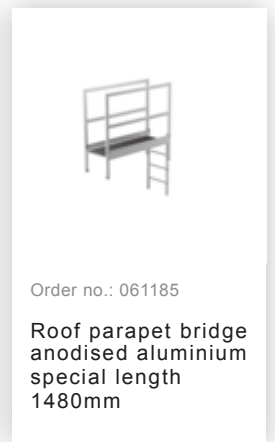 Order no.: 061185
Roof parapet bridge
anodised aluminium
special length
1480mm